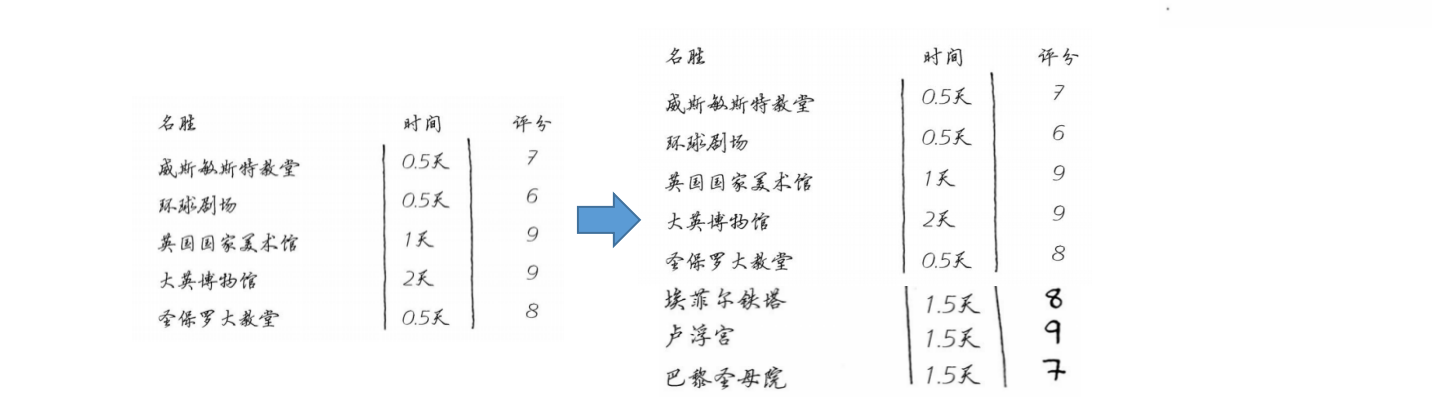 名胜 时间 评分
威斯敏斯特教堂 0.5天 7
环球剧场 0.5天 6
英国国家美术馆 1天 9
大英博物馆 2天 9
圣保罗大教堂 0.5天 8
名胜 时间 评分
威斯敏斯特教堂 0.5天 7
环球剧场 0.5天 6
英国国家美术馆 1天 9
大英博物馆 2天 9
圣保罗大教堂 0.5天 8
埃菲尔铁塔 1.5天 8
卢浮宫 1.5天 9
巴黎圣母院 1.5天 7